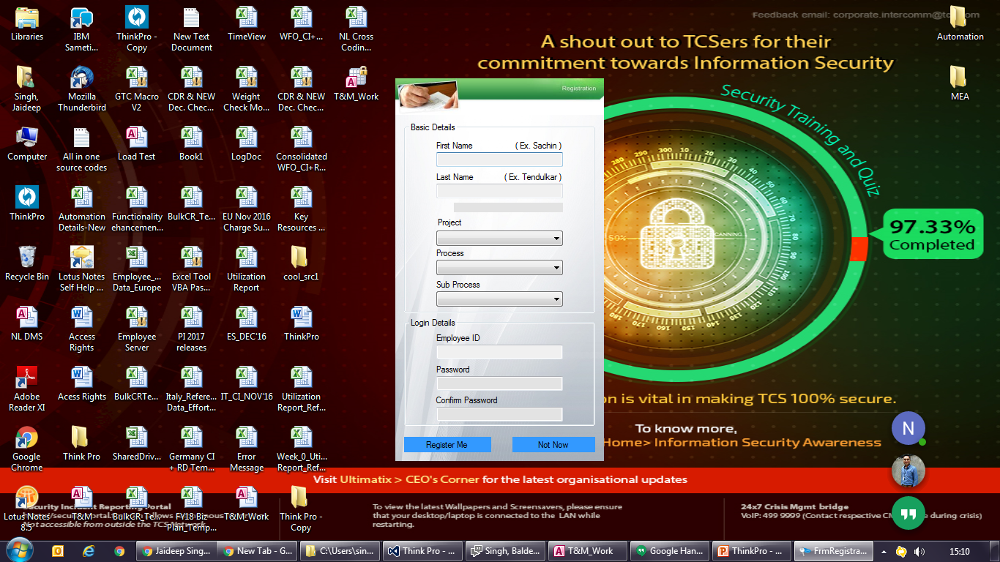 Feedback email: corporate.intercomm@tcs.com
A shout out to TCSers for their
commitment towards Information Security
Security Training and Quiz
97.33%
Completed
on is vital in making TCS 100% secure.
To know more,
Home> Information Security Awareness
Visit Ultimatix > CEO's Corner for the latest organisational updates
To view the latest Wallpapers and Screensavers, please ensure
that your desktop/laptop is connected to the LAN while
restarting.
24x7 Crisis Mgmt bridge
VoIP: 499 9999 (Contact respective
during crisis)
Security Incident Reporting Portal
Not accessible from outside the TCS Network
Libraries
IBM
Sameti...
ThinkPro -
Copy
New Text
Document
TimeView
WFO_CI+...
NL Cross
Codin...
Automation
Singh,
Jaideep
Mozilla
Thunderbird
GTC Macro
V2
CDR & NEW
Dec. Chec...
Weight
Check Mo...
CDR & NEW
Dec. Chec...
T&M_Work
MEA
Computer
All in one
source codes
Load Test
Book1
LogDoc
Consolidated
WFO_CI+R...
ThinkPro
Automation
Details-New
Functionality
ehancemen...
BulkCR_Te...
EU Nov 2016
Charge Su...
Key
Resources ...
Recycle Bin
Lotus Notes
Self Help ...
Employee_...
Data_Europe
Excel Tool
VBA Pas...
Utilization
Report
cool_src1
NL DMS
Access
Rights
Employee
Server
PI 2017
releases
ES_DEC'16
ThinkPro
Adobe
Reader XI
Acess Rights
BulkCRTe...
Italy_Refere...
Data_Effort...
IT_CI_NOV'16
Utilization
Report_Ref...
Google
Chrome
Think Pro
SharedDriv...
Germany CI
+ RD Tem...
Error
Message
Week_0_Uti...
Report_Ref...
Lotus Notes
8.5
T&M
BulkCR_Te...
FY18 Biz
Plan_Temp...
T&M_Work
Think Pro -
Copy
Registration
Basic Details
First Name ( Ex. Sachin )
Last Name ( Ex. Tendulkar )
Project
Process
Sub Process
Login Details
Employee ID
Password
Confirm Password
Register Me
Not Now
N
Jaideep Sing...
New Tab - G...
C:\Users\sin...
Think Pro - ...
Singh, Balde...
T&M_Work
Google Han...
ThinkPro - ...
FrmRegistra...
15:10